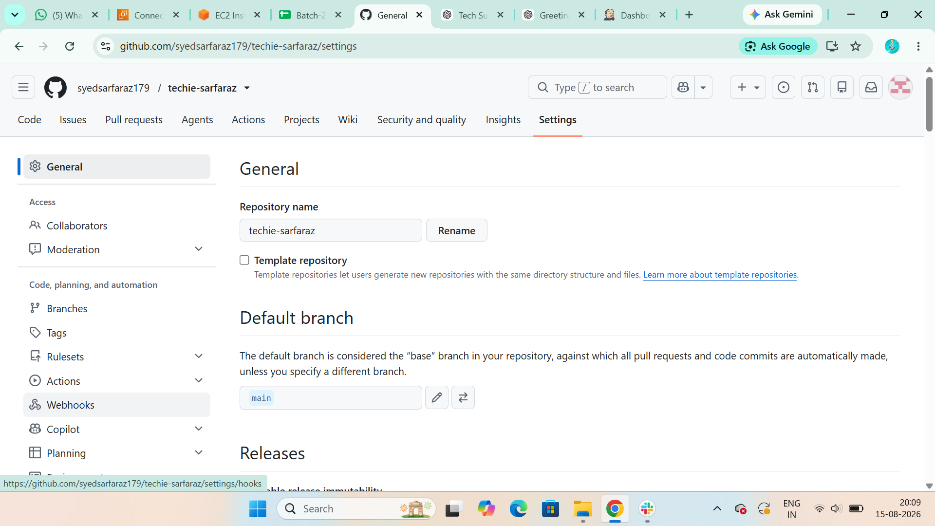 (5) Wha
Connec
EC2 Ins
Batch-2
General
Tech Su
Greetin
Dashbo
Ask Gemini
github.com/syedsarfaraz179/techie-sarfaraz/settings
Ask Google
syedsarfaraz179 / techie-sarfaraz
Type / to search
Code Issues Pull requests Agents Actions Projects Wiki Security and quality Insights Settings
General
Access
Collaborators
Moderation
Code, planning, and automation
Branches
Tags
Rulesets
Actions
Webhooks
Copilot
Planning
General
Repository name
techie-sarfaraz
Rename
Template repository
Template repositories let users generate new repositories with the same directory structure and files. Learn more about template repositories.
Default branch
The default branch is considered the “base” branch in your repository, against which all pull requests and code commits are automatically made,
unless you specify a different branch.
main
Releases
release immutability
https://github.com/syedsarfaraz179/techie-sarfaraz/settings/hooks
Search
ENG
IN
20:09
15-08-2026